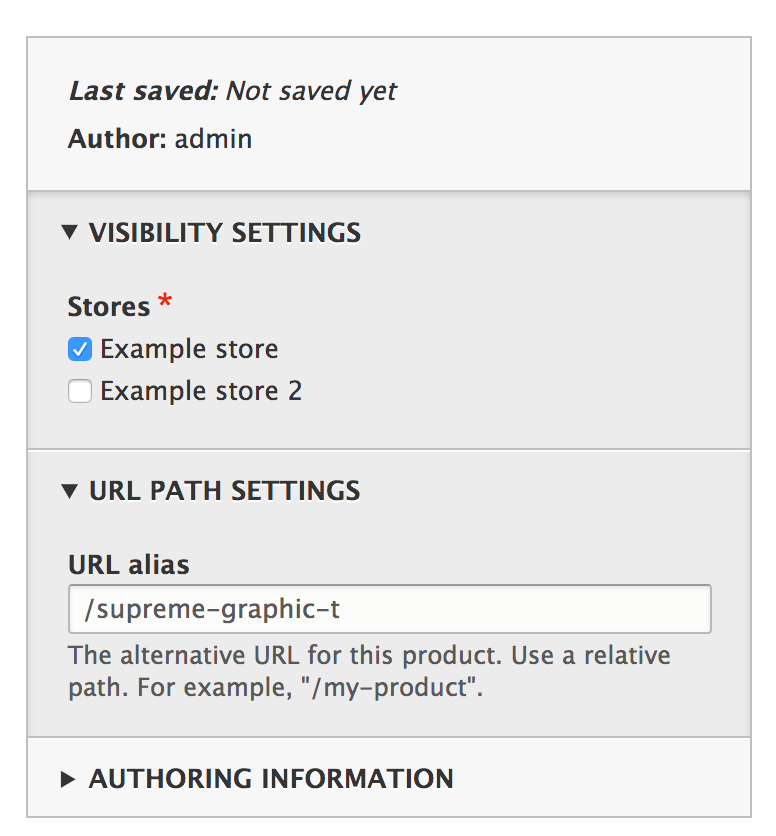 Last saved: Not saved yet
Author: admin
VISIBILITY SETTINGS
Stores *
Example store
Example store 2
URL PATH SETTINGS
URL alias
/supreme-graphic-t
The alternative URL for this product. Use a relative
path. For example, "/my-product".
AUTHORING INFORMATION